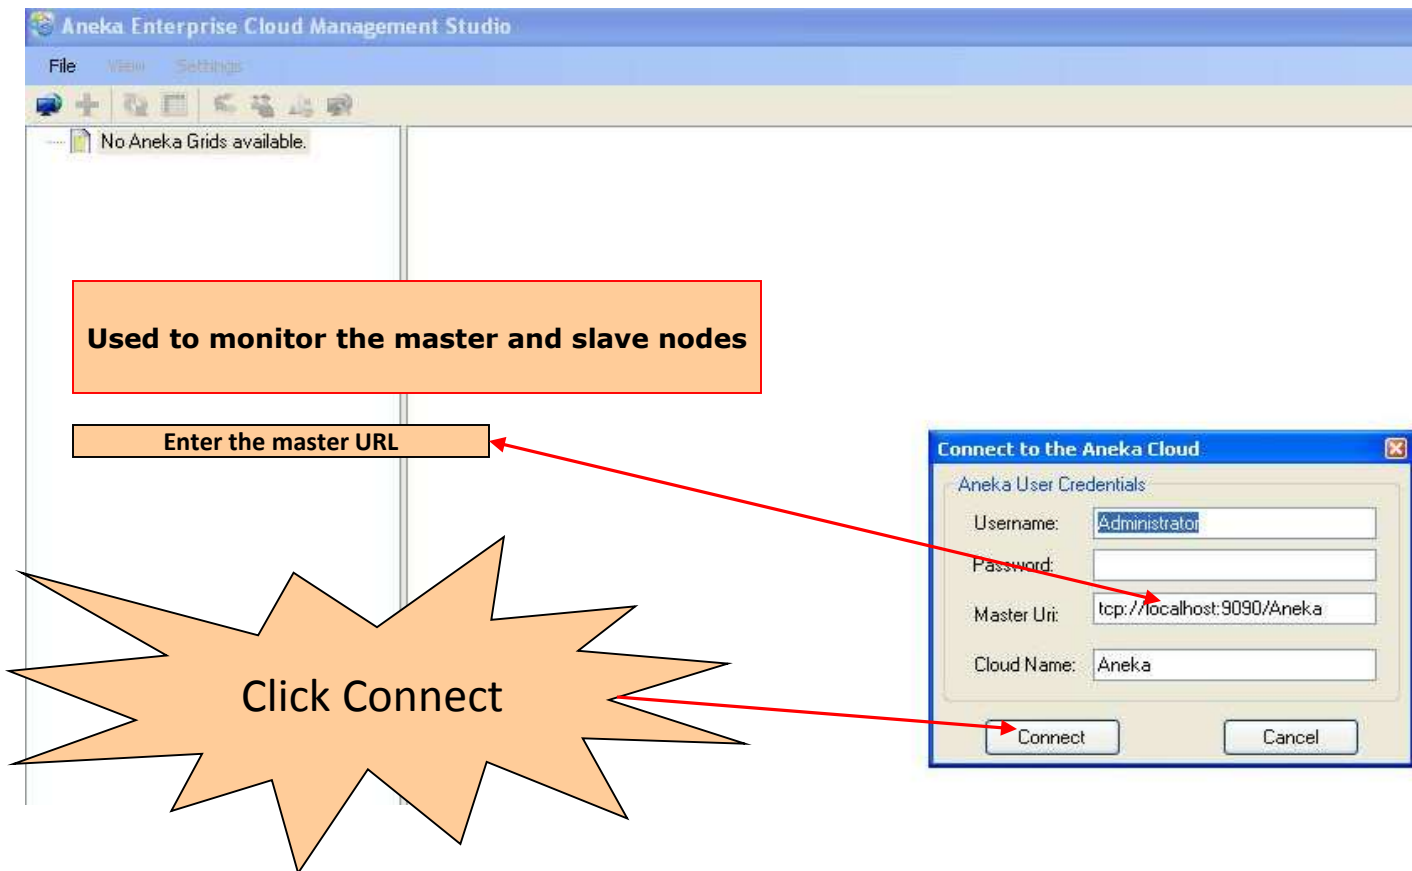 Aneka Enterprise Cloud Management Studio
File View Settings
No Aneka Grids available.
Used to monitor the master and slave nodes
Enter the master URL
Click Connect
Connect to the Aneka Cloud
Aneka User Credentials
Username: Administrator
Password:
Master Uri: tcp://localhost:9090/Aneka
Cloud Name: Aneka
Connect Cancel